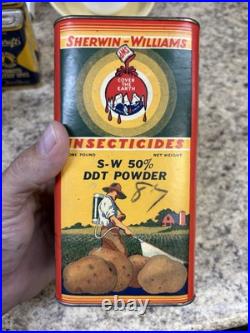 SHERWIN-WILLIAMS
SWP
COVER
THE
EARTH
INSECTICIDES
ONE POUND NET WEIGHT
S-W 50%
DDT POWDER
87